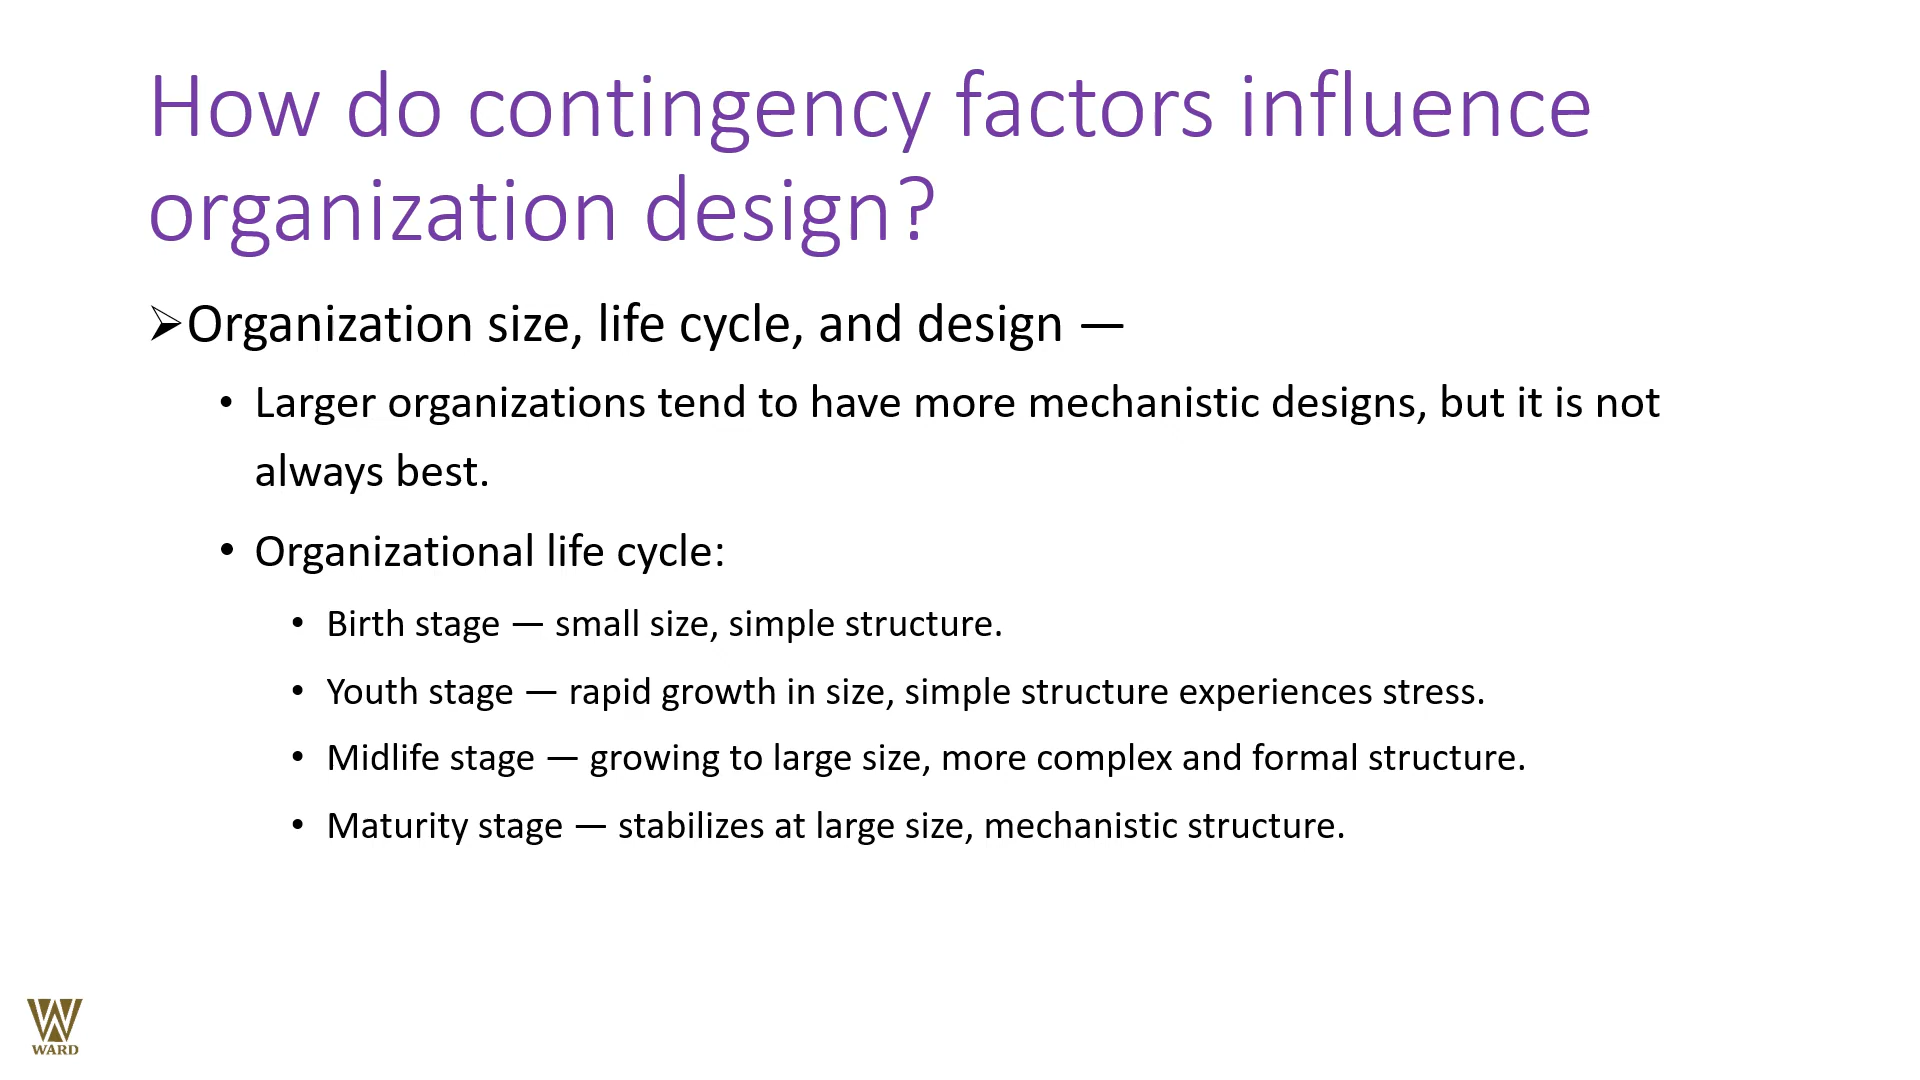 How do contingency factors influence
organization design?
➢Organization size, life cycle, and design —
• Larger organizations tend to have more mechanistic designs, but it is not
always best.
• Organizational life cycle:
• Birth stage — small size, simple structure.
• Youth stage — rapid growth in size, simple structure experiences stress.
• Midlife stage — growing to large size, more complex and formal structure.
• Maturity stage — stabilizes at large size, mechanistic structure.
WARD